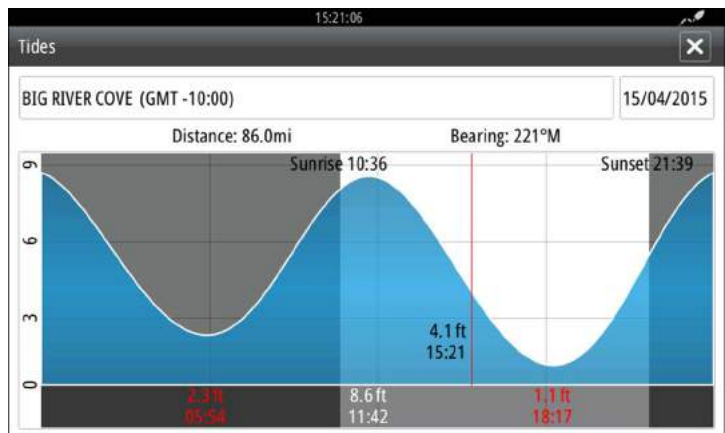 15:21:06
Tides
BIG RIVER COVE (GMT -10:00)
15/04/2015
Distance: 86.0mi
Bearing: 221°M
Sunrise 10:36
Sunset 21:39
9
6
3
0
4.1 ft
15:21
2.3 ft
05:54
8.6 ft
11:42
1.1 ft
18:17